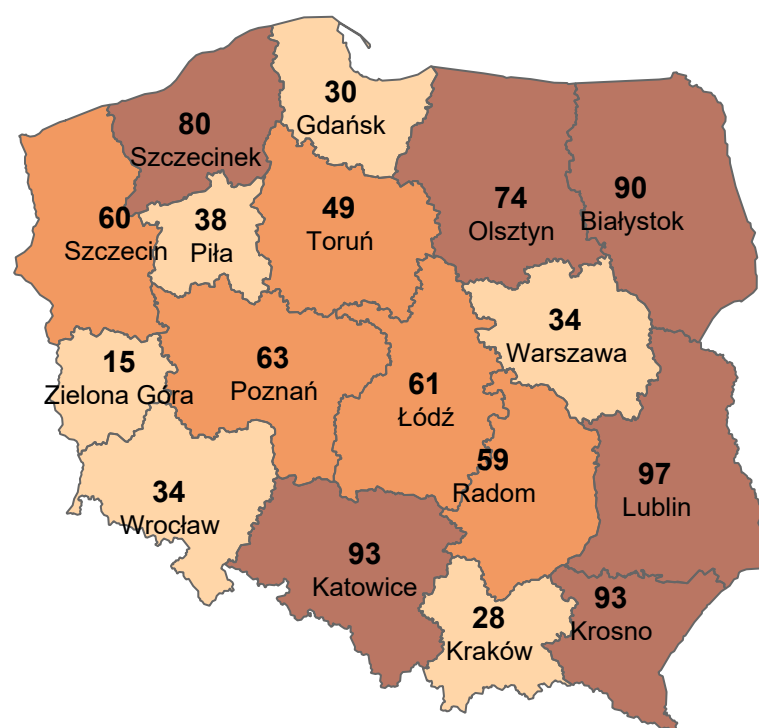 30
Gdańsk
80
Szczecinek
74
Olsztyn
90
Białystok
60
Szczecin
38
Piła
49
Toruń
34
Warszawa
15
Zielona Góra
63
Poznań
61
Łódź
59
Radom
97
Lublin
34
Wrocław
93
Katowice
28
Kraków
93
Krosno